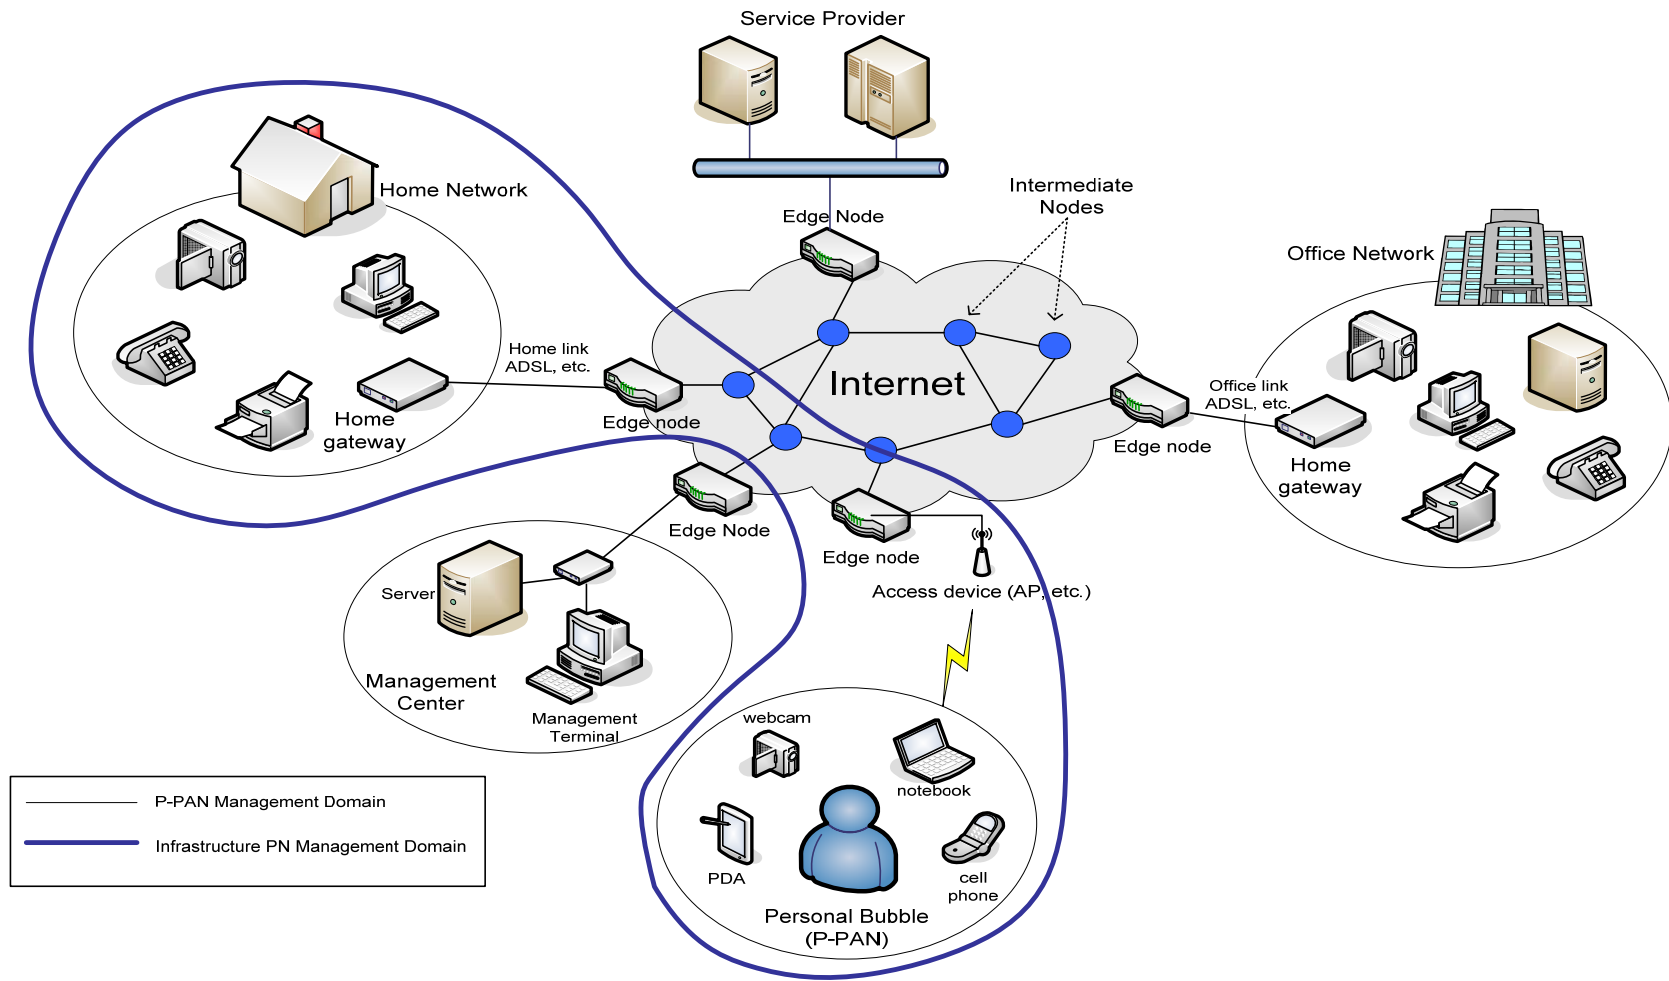 Service Provider
Home Network
Edge Node
Intermediate
Nodes
Office Network
Home link
ADSL, etc.
Internet
Office link
ADSL, etc.
Home
gateway
Edge node
Edge node
Home
gateway
Edge Node
Edge node
Server
Access device (AP, etc.)
Management
Center
Management
Terminal
webcam
notebook
PDA
cell
phone
Personal Bubble
(P-PAN)
P-PAN Management Domain
Infrastructure PN Management Domain